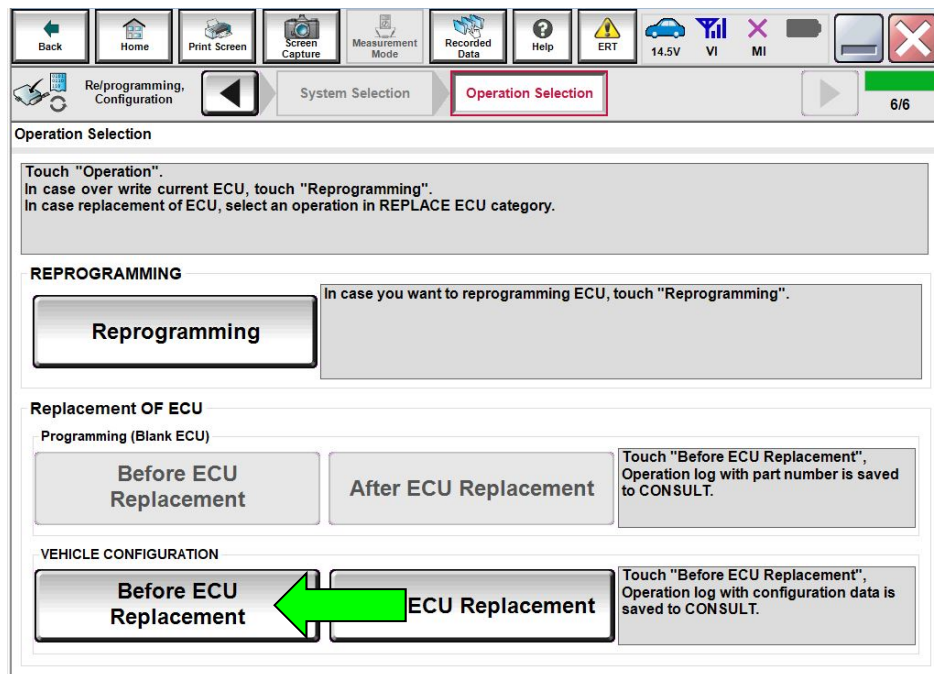 Back
Home
Print Screen
Screen
Capture
Measurement
Mode
Recorded
Data
Help
ERT
14.5V
VI
MI
Re/programming,
Configuration
System Selection
Operation Selection
6/6
Operation Selection
Touch "Operation".
In case over write current ECU, touch "Reprogramming".
In case replacement of ECU, select an operation in REPLACE ECU category.
REPROGRAMMING
Reprogramming
In case you want to reprogramming ECU, touch "Reprogramming".
Replacement OF ECU
Programming (Blank ECU)
Before ECU
Replacement
After ECU Replacement
Touch "Before ECU Replacement",
Operation log with part number is saved
to CONSULT.
VEHICLE CONFIGURATION
Before ECU
Replacement
ECU Replacement
Touch "Before ECU Replacement",
Operation log with configuration data is
saved to CONSULT.